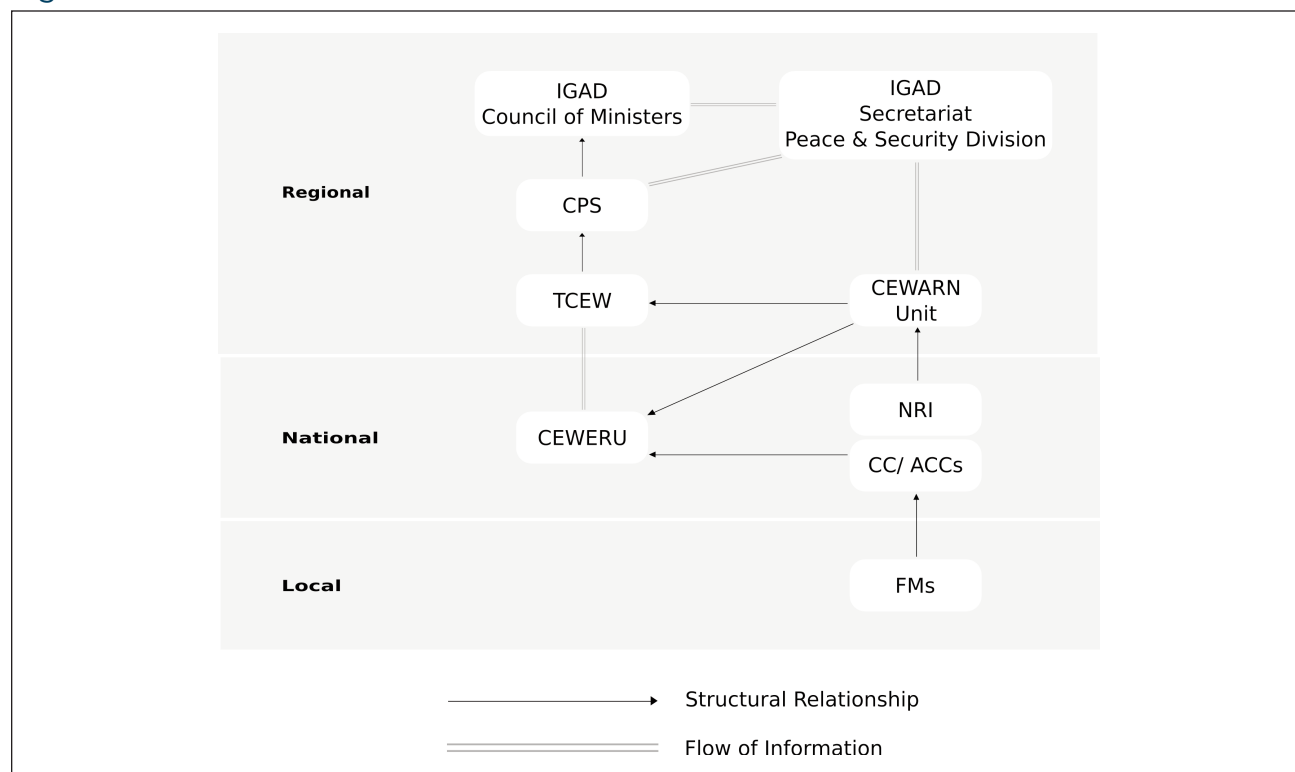 IGAD
Council of Ministers
IGAD
Secretariat
Peace & Security Division
Regional
CPS
TCEW
CEWARN
Unit
NRI
National
CEWERU
CC/ ACCs
Local
FMs
Structural Relationship
Flow of Information